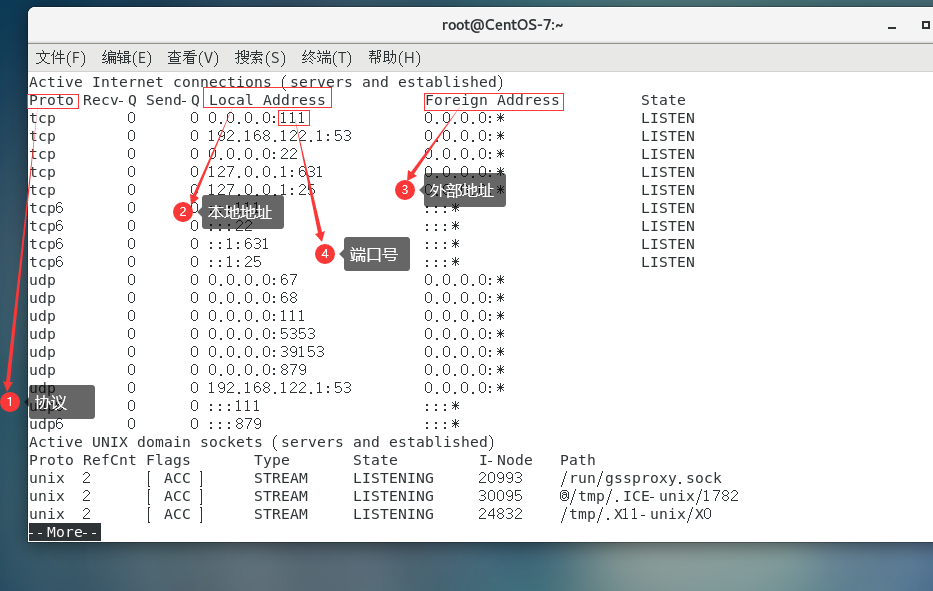 root@CentOS-7:~
文件(F) 编辑(E) 查看(V) 搜索(S) 终端(T) 帮助(H)
Active Internet connections (servers and established)
Proto Recv-Q Send-Q Local Address Foreign Address State
tcp 0 0 0.0.0.0:111 0.0.0.0:* LISTEN
tcp 0 0 192.168.122.1:53 0.0.0.0:* LISTEN
tcp 0 0 0.0.0.0:22 0.0.0.0:* LISTEN
tcp 0 0 127.0.0.1:631 0.0.0.0:* LISTEN
tcp 0 0 127.0.0.1:25 LISTEN
3 外部地址
tcp6 0 0 :::111 :::* LISTEN
2 本地地址
tcp6 0 0 :::22 :::* LISTEN
tcp6 0 0 ::1:631 :::* LISTEN
4 端口号
tcp6 0 0 ::1:25 :::* LISTEN
udp 0 0 0.0.0.0:67 0.0.0.0:*
udp 0 0 0.0.0.0:68 0.0.0.0:*
udp 0 0 0.0.0.0:111 0.0.0.0:*
udp 0 0 0.0.0.0:5353 0.0.0.0:*
udp 0 0 0.0.0.0:39153 0.0.0.0:*
udp 0 0 0.0.0.0:879 0.0.0.0:*
udp 0 0 192.168.122.1:53 0.0.0.0:*
1 协议
udp6 0 0 :::111 :::*
udp6 0 0 :::879 :::*
Active UNIX domain sockets (servers and established)
Proto RefCnt Flags Type State I-Node Path
unix 2 [ ACC ] STREAM LISTENING 20993 /run/gssproxy.sock
unix 2 [ ACC ] STREAM LISTENING 30095 @/tmp/.ICE-unix/1782
unix 2 [ ACC ] STREAM LISTENING 24832 /tmp/.X11-unix/X0
--More--